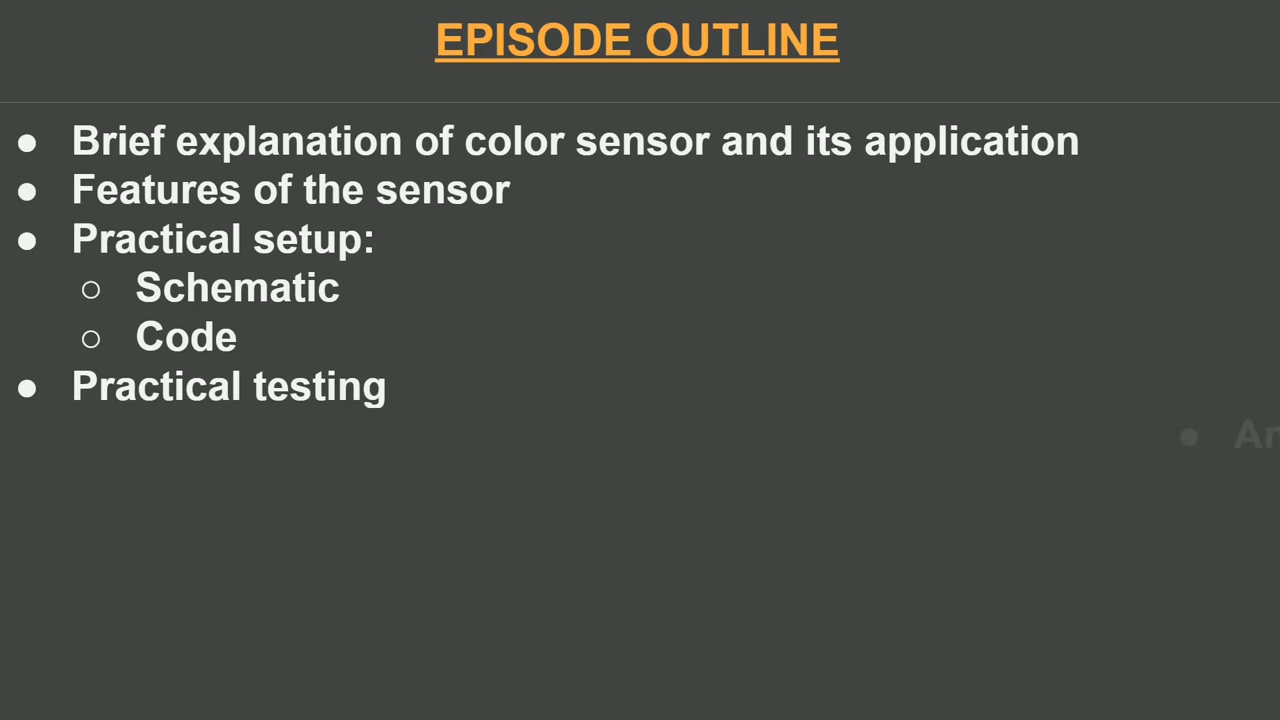 EPISODE OUTLINE
● Brief explanation of color sensor and its application
● Features of the sensor
● Practical setup:
○ Schematic
○ Code
● Practical testing